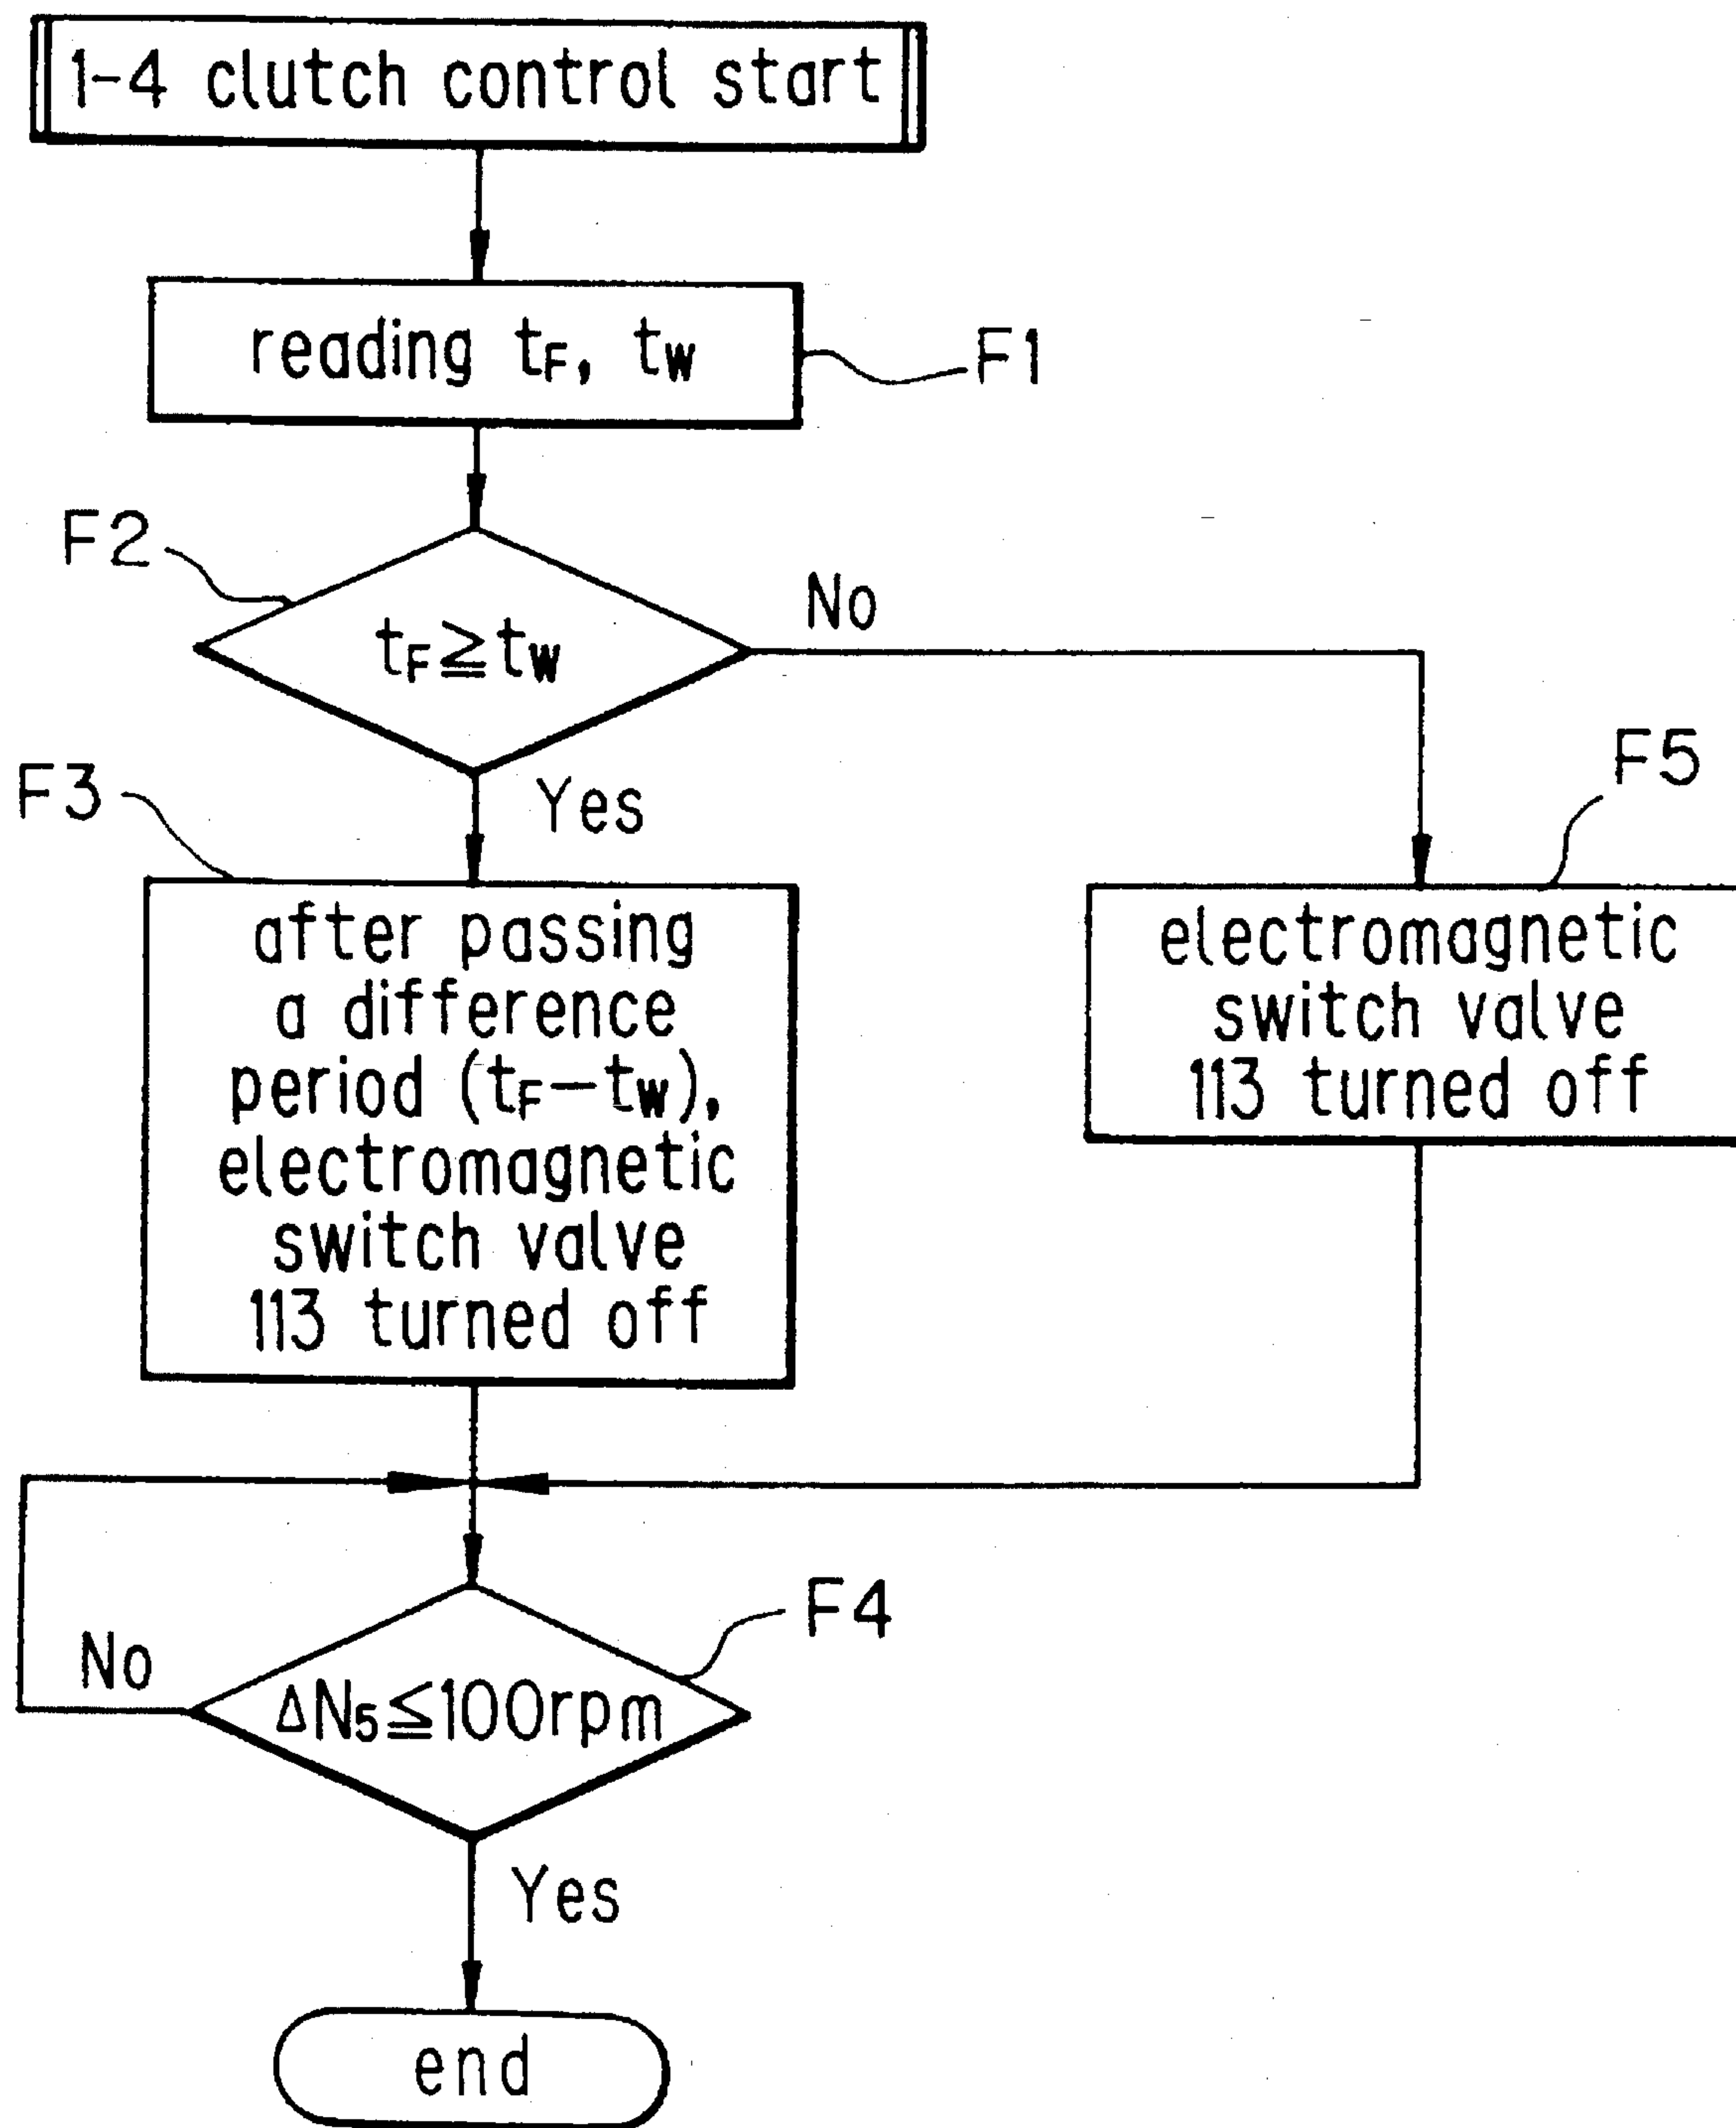 1-4 clutch control start
reading tF, tW
F1
F2
tF≧tW
No
Yes
F3
after passing
a difference
period (tF−tW),
electromagnetic
switch valve
113 turned off
F5
electromagnetic
switch valve
113 turned off
F4
ΔN5≦100rpm
No
Yes
end